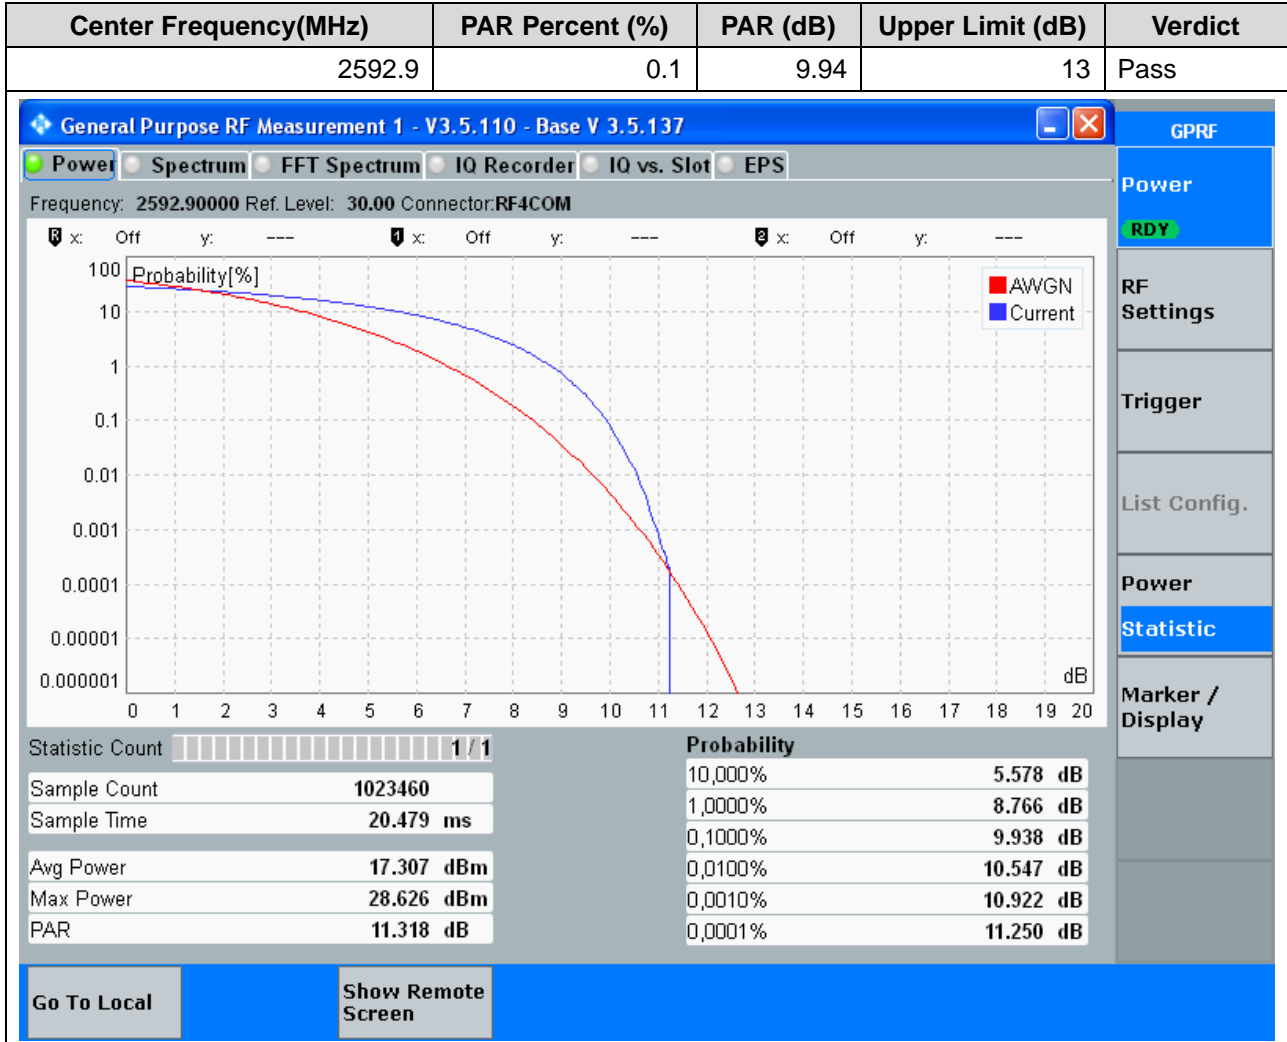 Center Frequency(MHz) PAR Percent (%) PAR (dB) Upper Limit (dB) Verdict
2592.9 0.1 9.94 13 Pass
General Purpose RF Measurement 1 - V3.5.110 - Base V 3.5.137
GPRF
Power Spectrum FFT Spectrum IQ Recorder IQ vs. Slot EPS
Power
RDY
Frequency: 2592.90000 Ref. Level: 30.00 Connector:RF4COM
R x: Off y: --- 1 x: Off y: --- 2 x: Off y: ---
Probability[%]
100
10
1
0.1
0.01
0.001
0.0001
0.00001
0.000001
AWGN
Current
dB
0 1 2 3 4 5 6 7 8 9 10 11 12 13 14 15 16 17 18 19 20
RF
Settings
Trigger
List Config.
Power
Statistic
Marker /
Display
Statistic Count 1 / 1
Sample Count 1023460
Sample Time 20.479 ms
Avg Power 17.307 dBm
Max Power 28.626 dBm
PAR 11.318 dB
Probability
10,000% 5.578 dB
1,0000% 8.766 dB
0,1000% 9.938 dB
0,0100% 10.547 dB
0,0010% 10.922 dB
0,0001% 11.250 dB
Go To Local
Show Remote
Screen